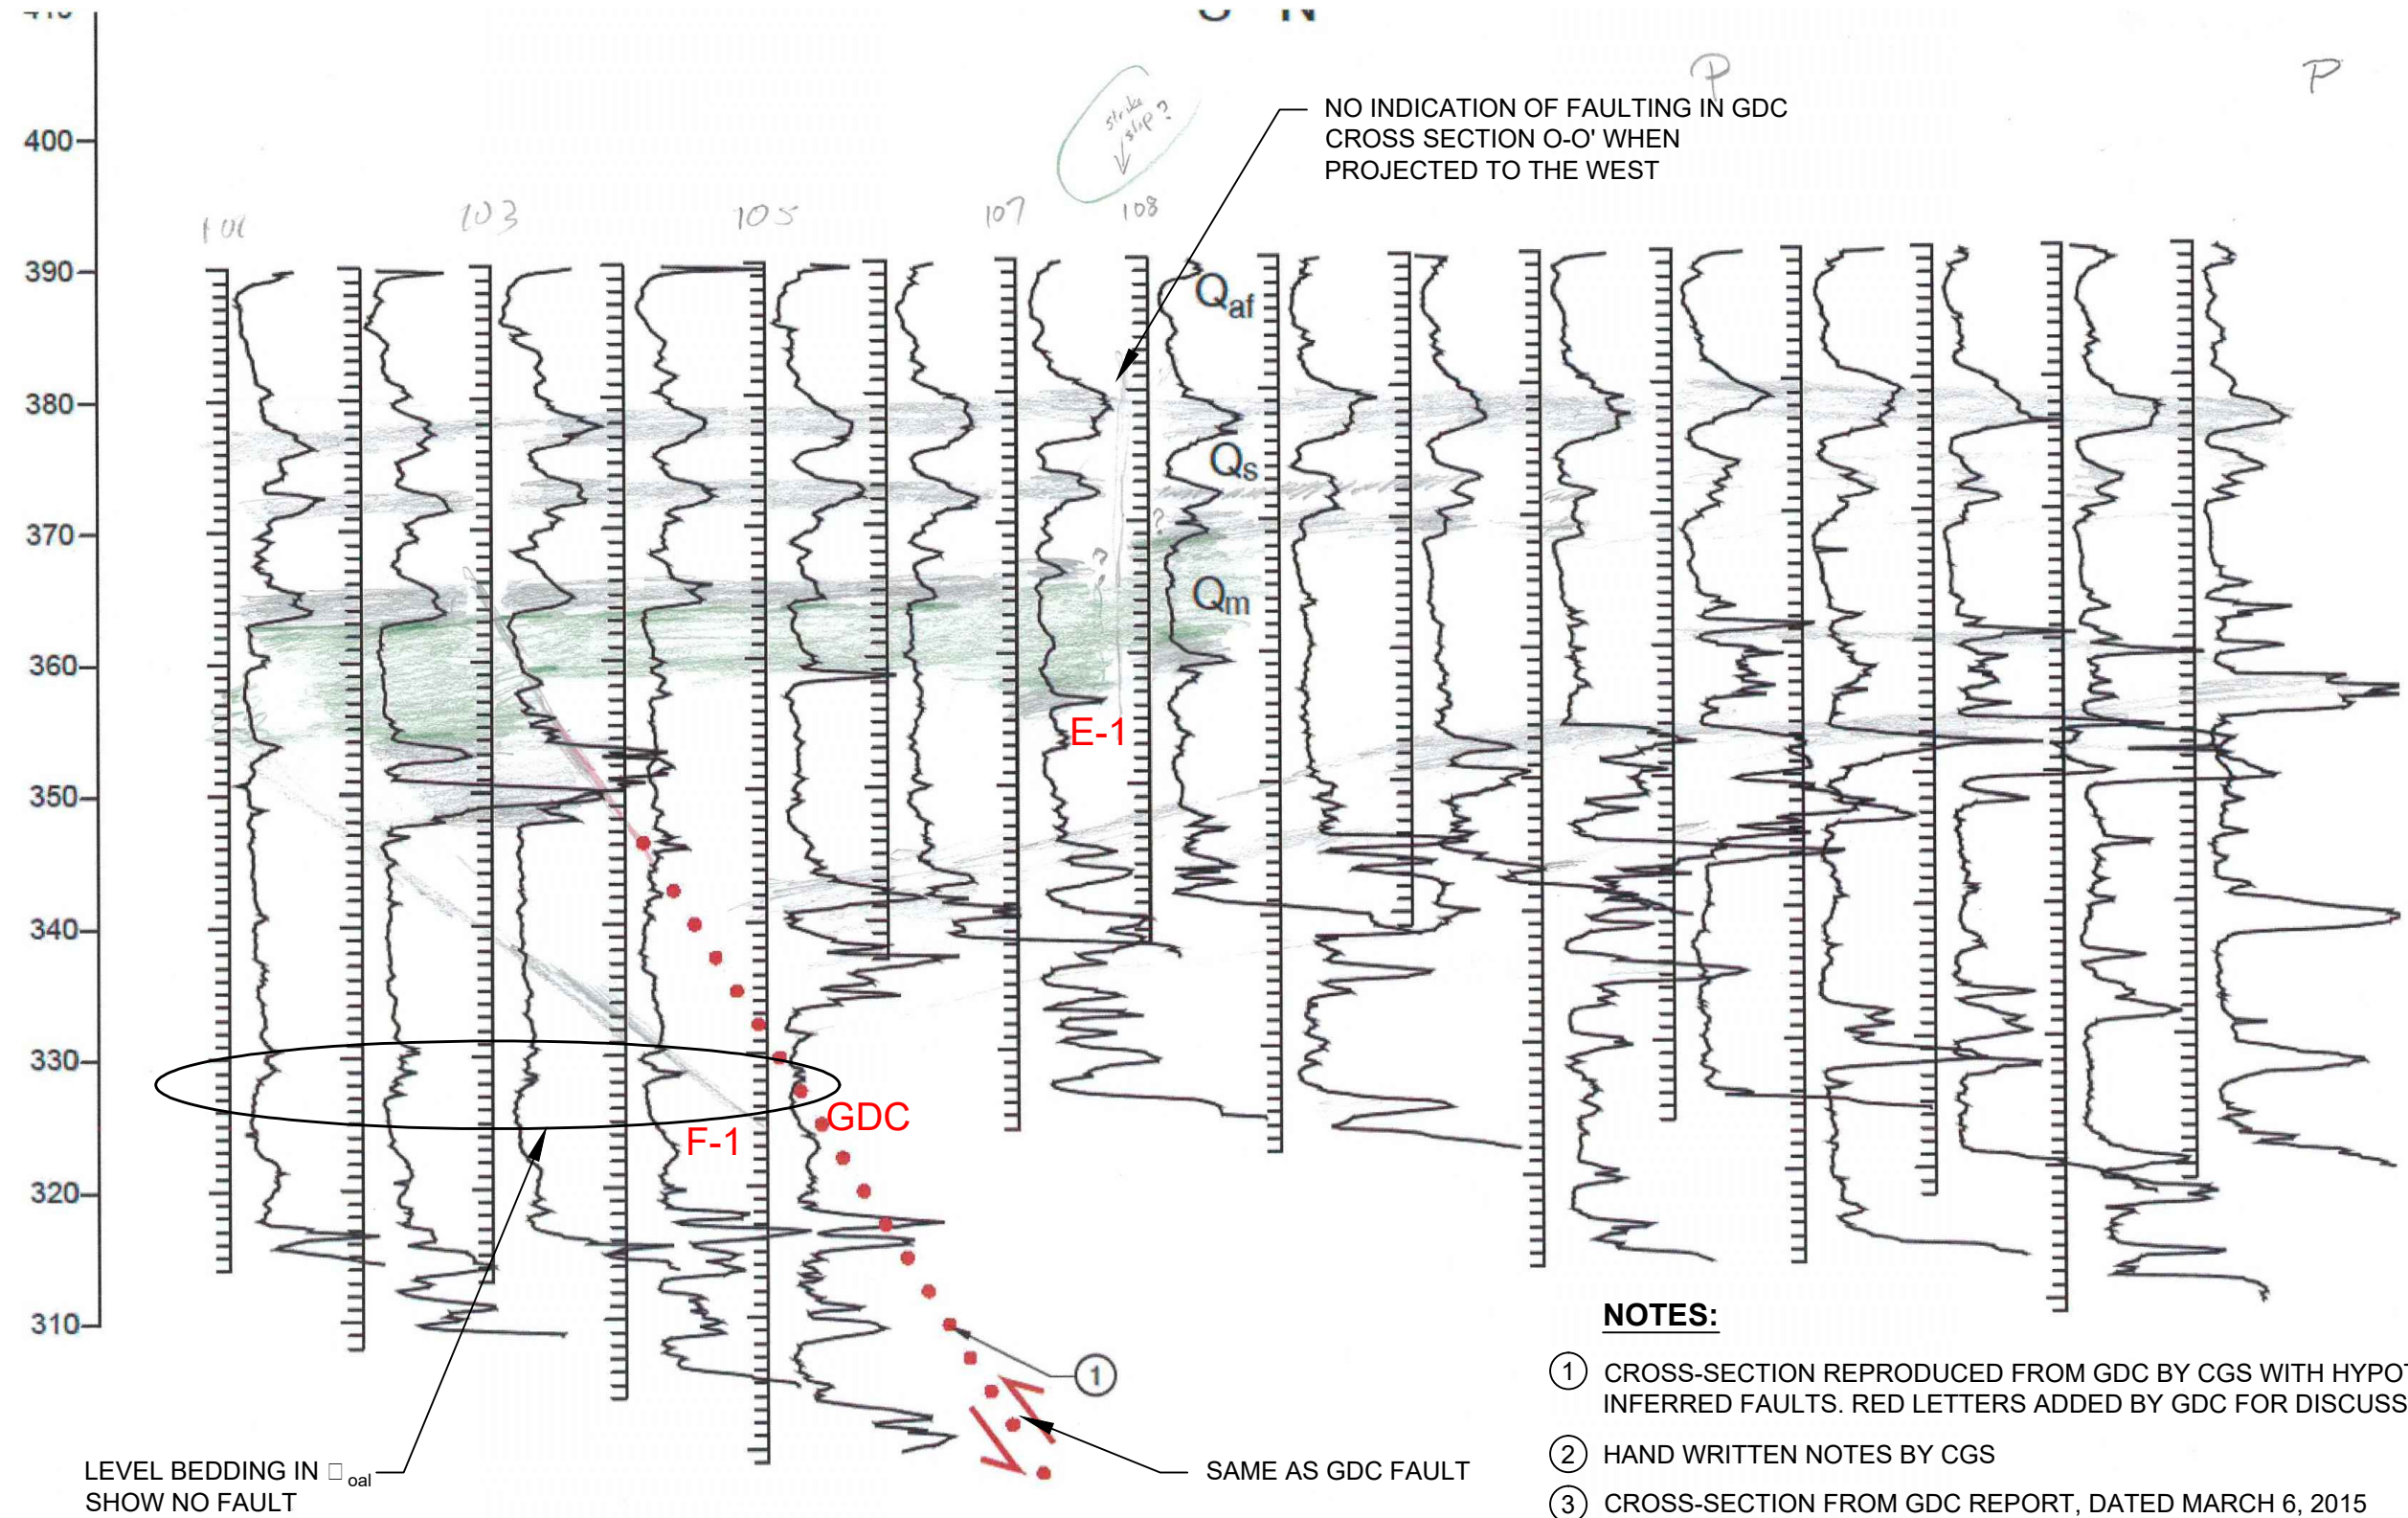 P
P
strike
slip?
NO INDICATION OF FAULTING IN GDC
CROSS SECTION O-O' WHEN
PROJECTED TO THE WEST
400
103
105
107
108
390
Qaf
380
Qs
370
?
?
Qm
360
E-1
350
340
330
GDC
F-1
320
310
1
LEVEL BEDDING IN □oal
SHOW NO FAULT
SAME AS GDC FAULT
NOTES:
1 CROSS-SECTION REPRODUCED FROM GDC BY CGS WITH HYPOT
INFERRED FAULTS. RED LETTERS ADDED BY GDC FOR DISCUSS
2 HAND WRITTEN NOTES BY CGS
3 CROSS-SECTION FROM GDC REPORT, DATED MARCH 6, 2015